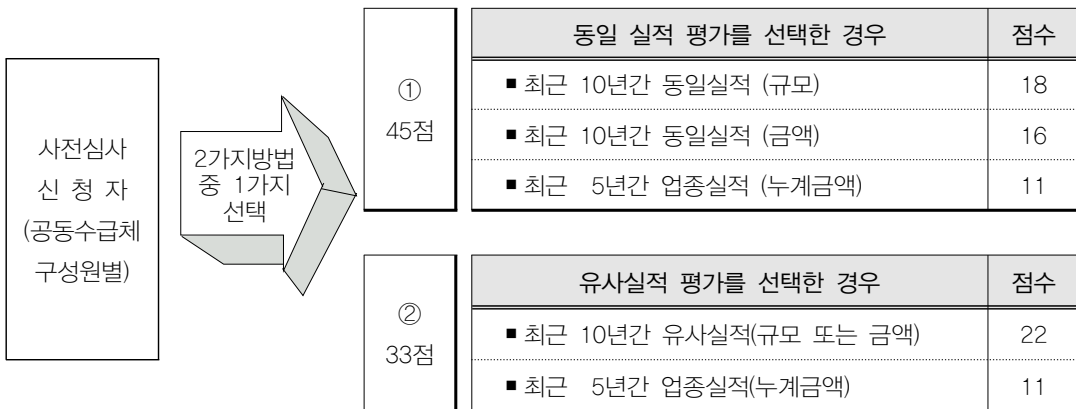 사전심사
신 청 자
(공동수급체
구성원별)
2가지방법
중 1가지
선택
①
45점
동일 실적 평가를 선택한 경우 점수
■ 최근 10년간 동일실적 (규모) 18
■ 최근 10년간 동일실적 (금액) 16
■ 최근 5년간 업종실적 (누계금액) 11
②
33점
유사실적 평가를 선택한 경우 점수
■ 최근 10년간 유사실적(규모 또는 금액) 22
■ 최근 5년간 업종실적(누계금액) 11